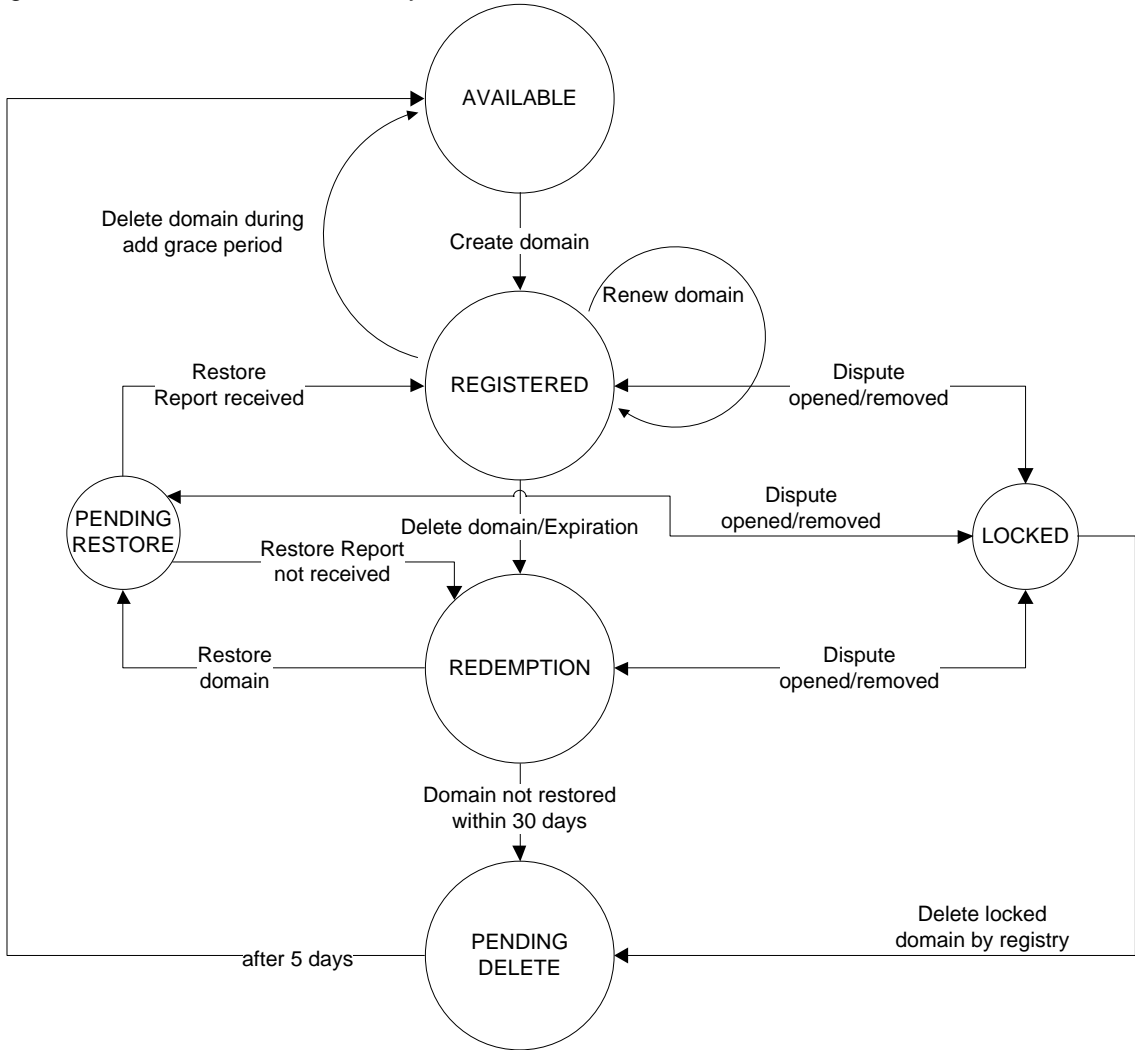 AVAILABLE
Delete domain during
add grace period
Create domain
Renew domain
Restore
Report received
REGISTERED
Dispute
opened/removed
PENDING
RESTORE
Dispute
opened/removed
LOCKED
Delete domain/Expiration
Restore Report
not received
Restore
domain
REDEMPTION
Dispute
opened/removed
Domain not restored
within 30 days
Delete locked
domain by registry
PENDING
DELETE
after 5 days